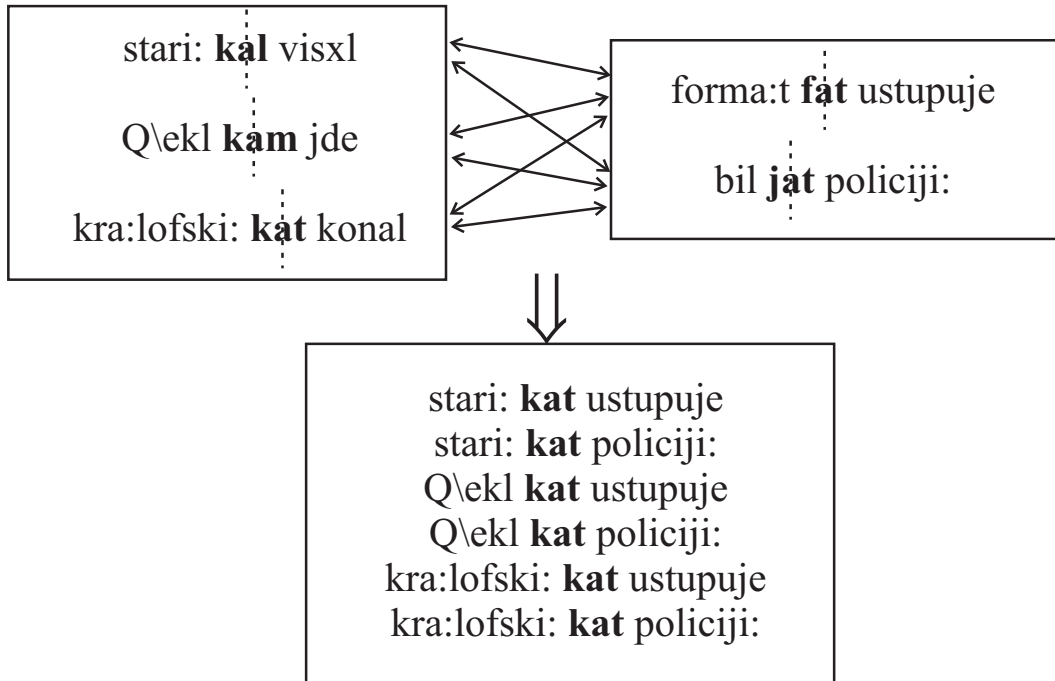 stari: kal visxl
Q\ekl kam jde
kra:lofski: kat konal
forma:t fat ustupuje
bil jat policiji:
stari: kat ustupuje
stari: kat policiji:
Q\ekl kat ustupuje
Q\ekl kat policiji:
kra:lofski: kat ustupuje
kra:lofski: kat policiji: